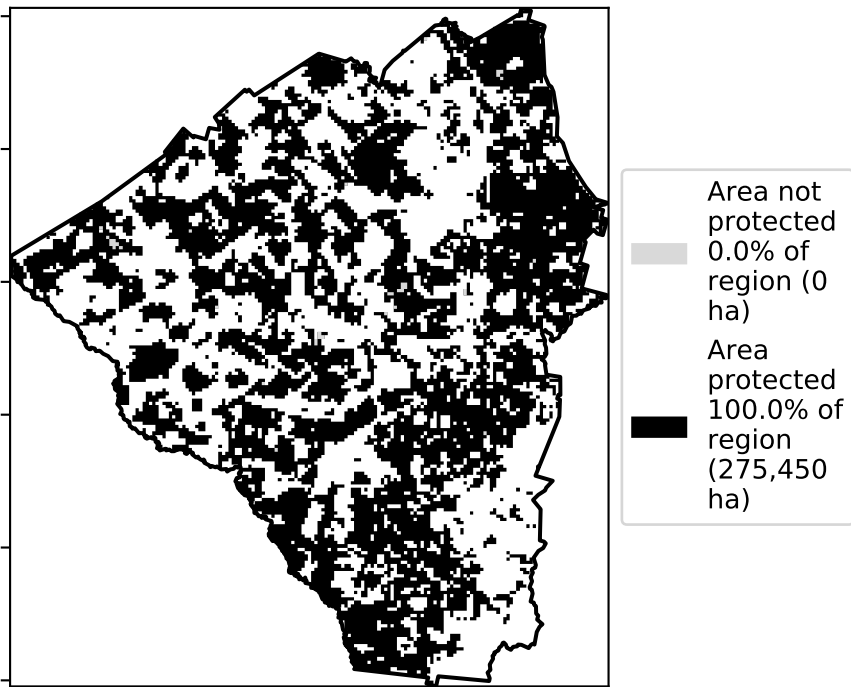 Area not
protected
0.0% of
region (0
ha)
Area
protected
100.0% of
region
(275,450
ha)